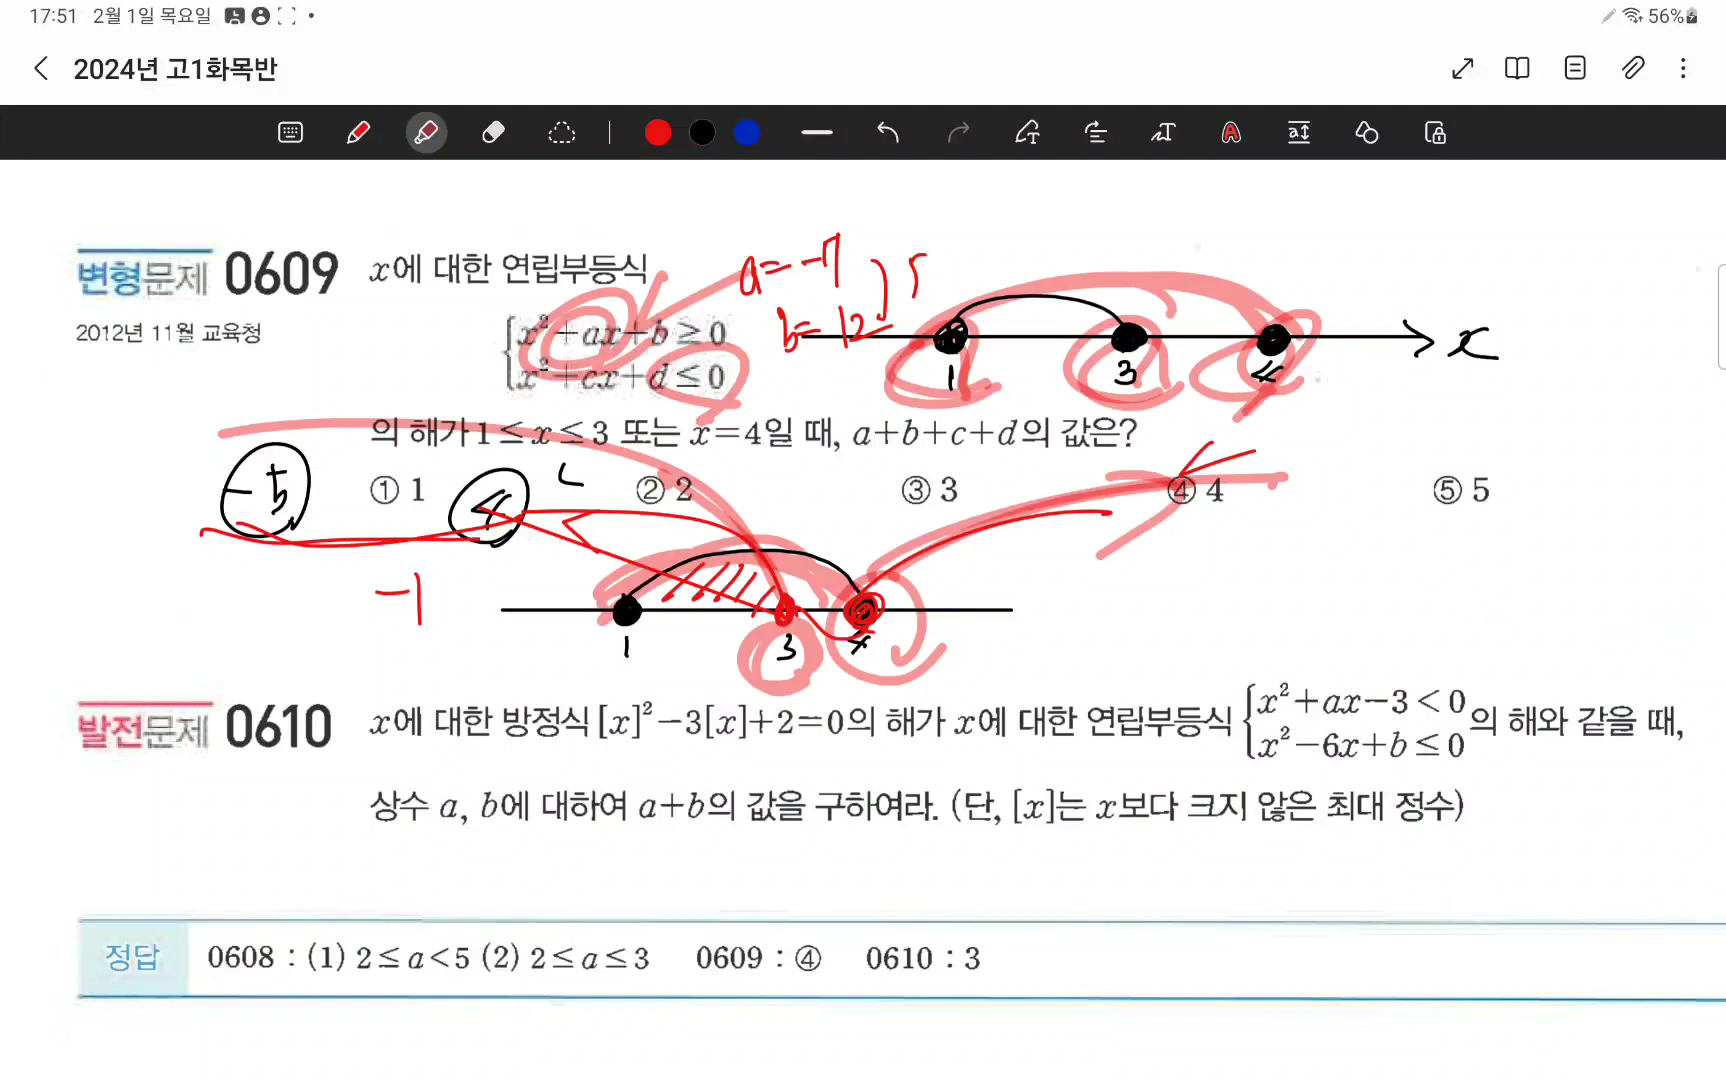 17:51 2월 1일 목요일
56%
2024년 고1화목반
변형문제 0609 x에 대한 연립부등식
2012년 11월 교육청
x²+ax+b≥0
x²+cx+d≤0
a=-7
b=12
5
1 3 4 x
의 해가 1≤x≤3 또는 x=4일 때, a+b+c+d의 값은?
① 1 ② 2 ③ 3 ④ 4 ⑤ 5
-5 4
-1
1 3
발전문제 0610 x에 대한 방정식 [x]²-3[x]+2=0의 해가 x에 대한 연립부등식 {x²+ax-3<0
x²-6x+b≤0 의 해와 같을 때,
상수 a, b에 대하여 a+b의 값을 구하여라. (단, [x]는 x보다 크지 않은 최대 정수)
정답 0608 : (1) 2≤a<5 (2) 2≤a≤3 0609 : ④ 0610 : 3